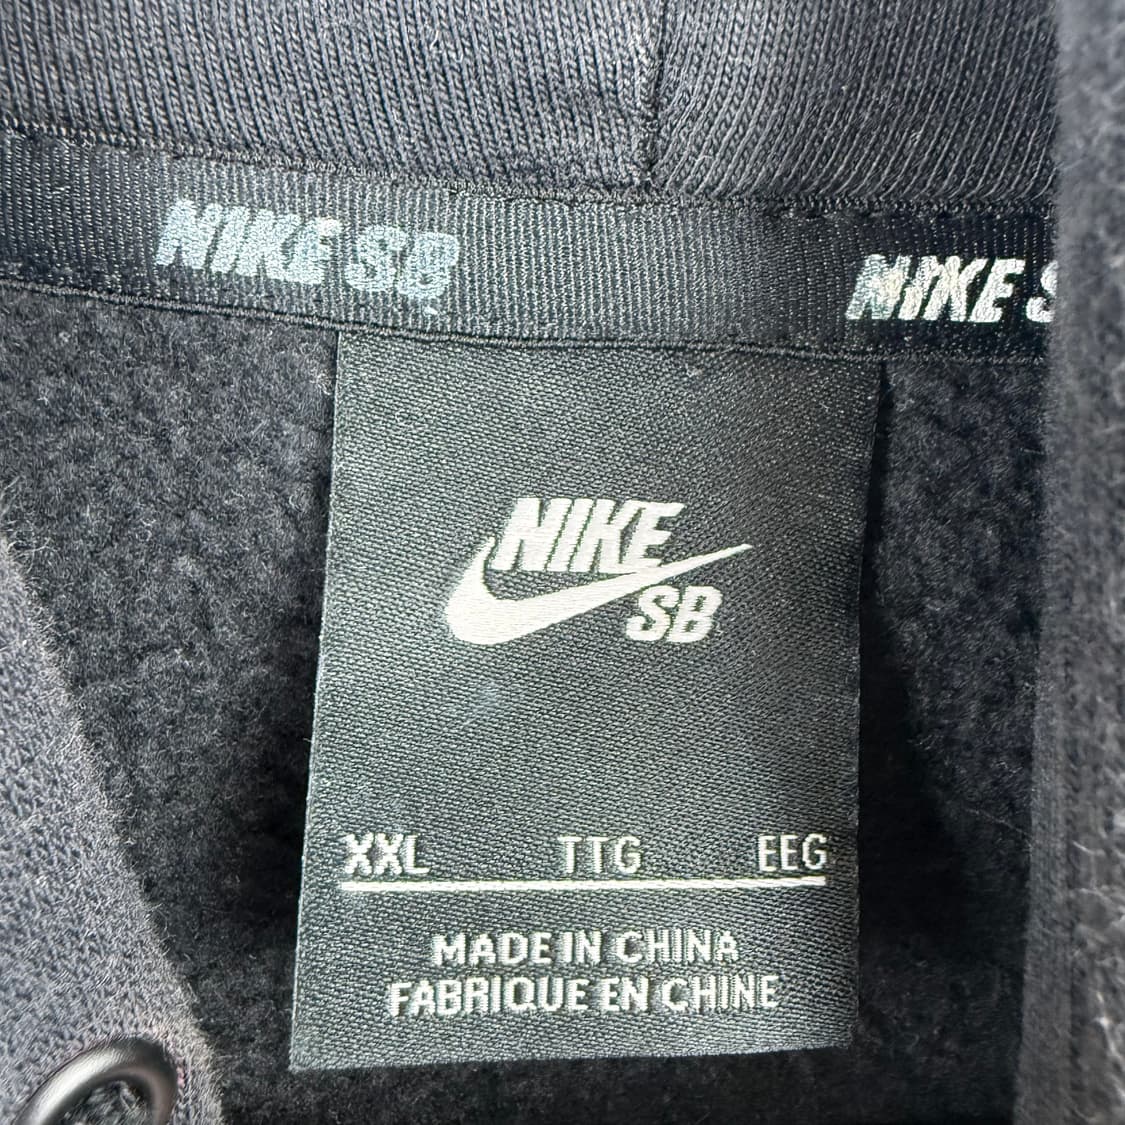 NIKE SB
NIKE S
NIKE
SB
XXL TTG EEG
MADE IN CHINA
FABRIQUE EN CHINE